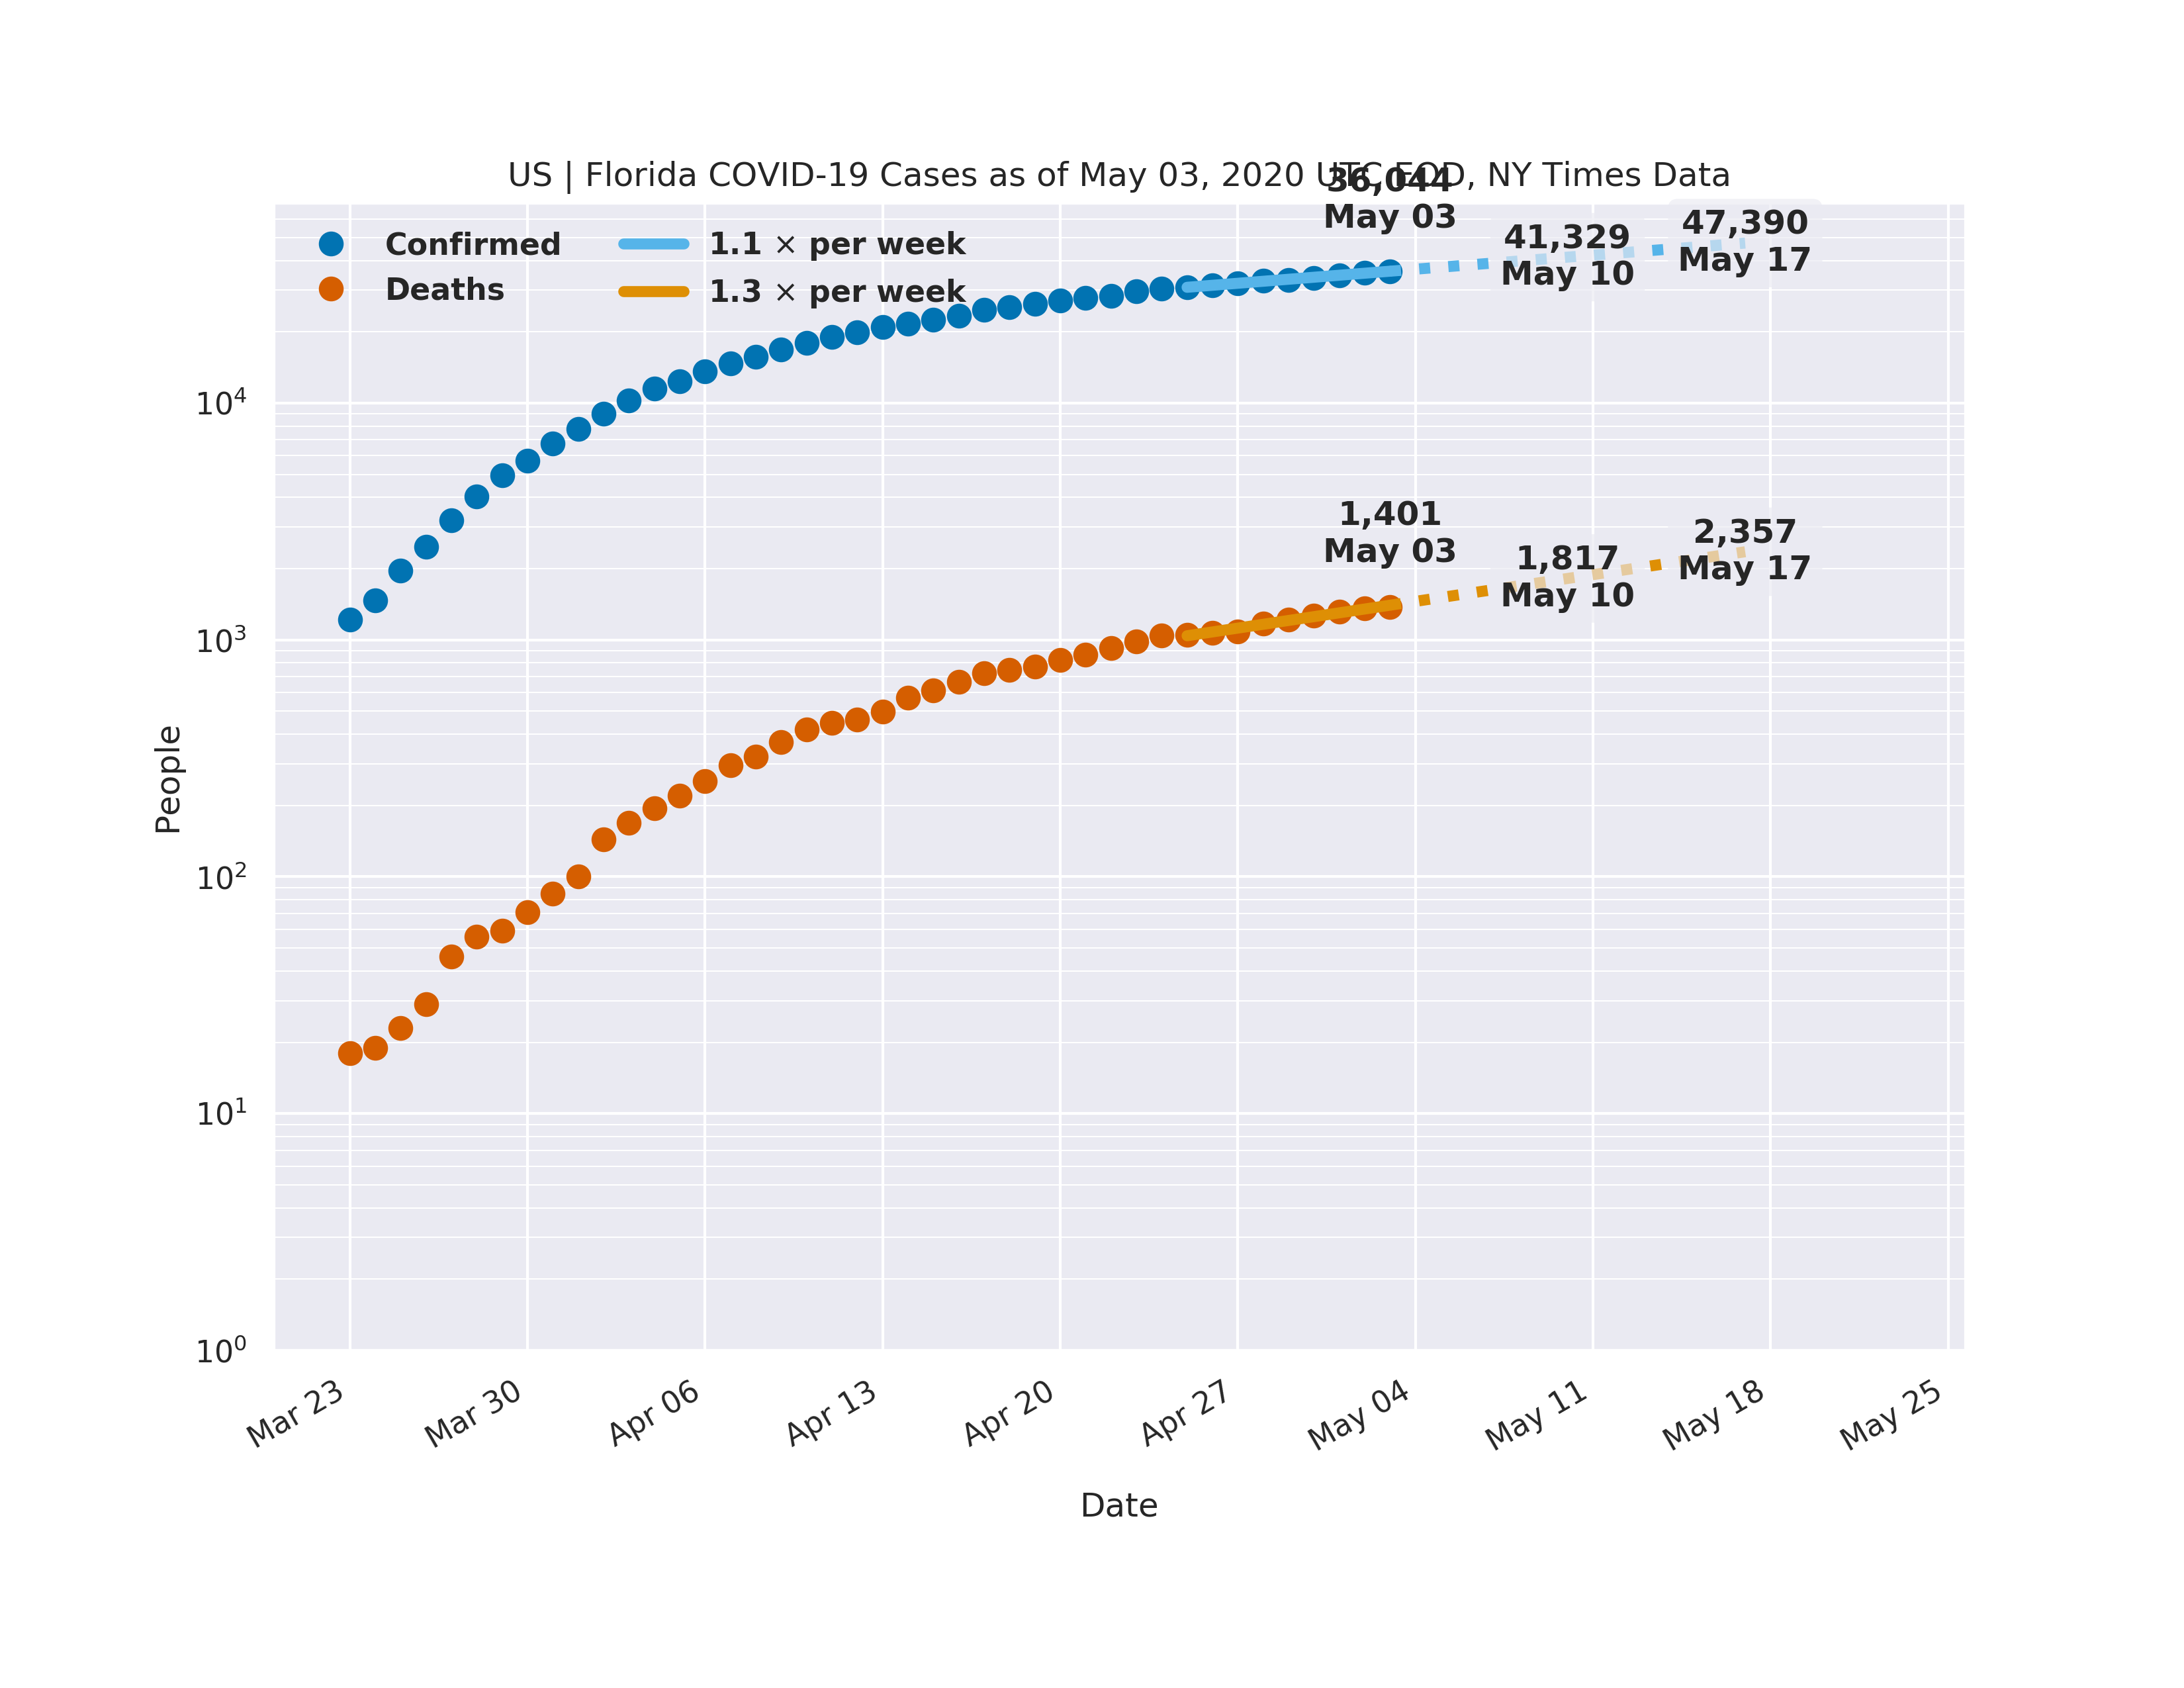 US | Florida COVID-19 Cases as of May 03, 2020 UTC EOD, NY Times Data
36,044
May 03
47,390
May 17
41,329
May 10
Confirmed
Deaths
1.1 × per week
1.3 × per week
1,401
May 03
2,357
May 17
1,817
May 10
People
10⁴
10³
10²
10¹
10⁰
Mar 23
Mar 30
Apr 06
Apr 13
Apr 20
Apr 27
May 04
May 11
May 18
May 25
Date